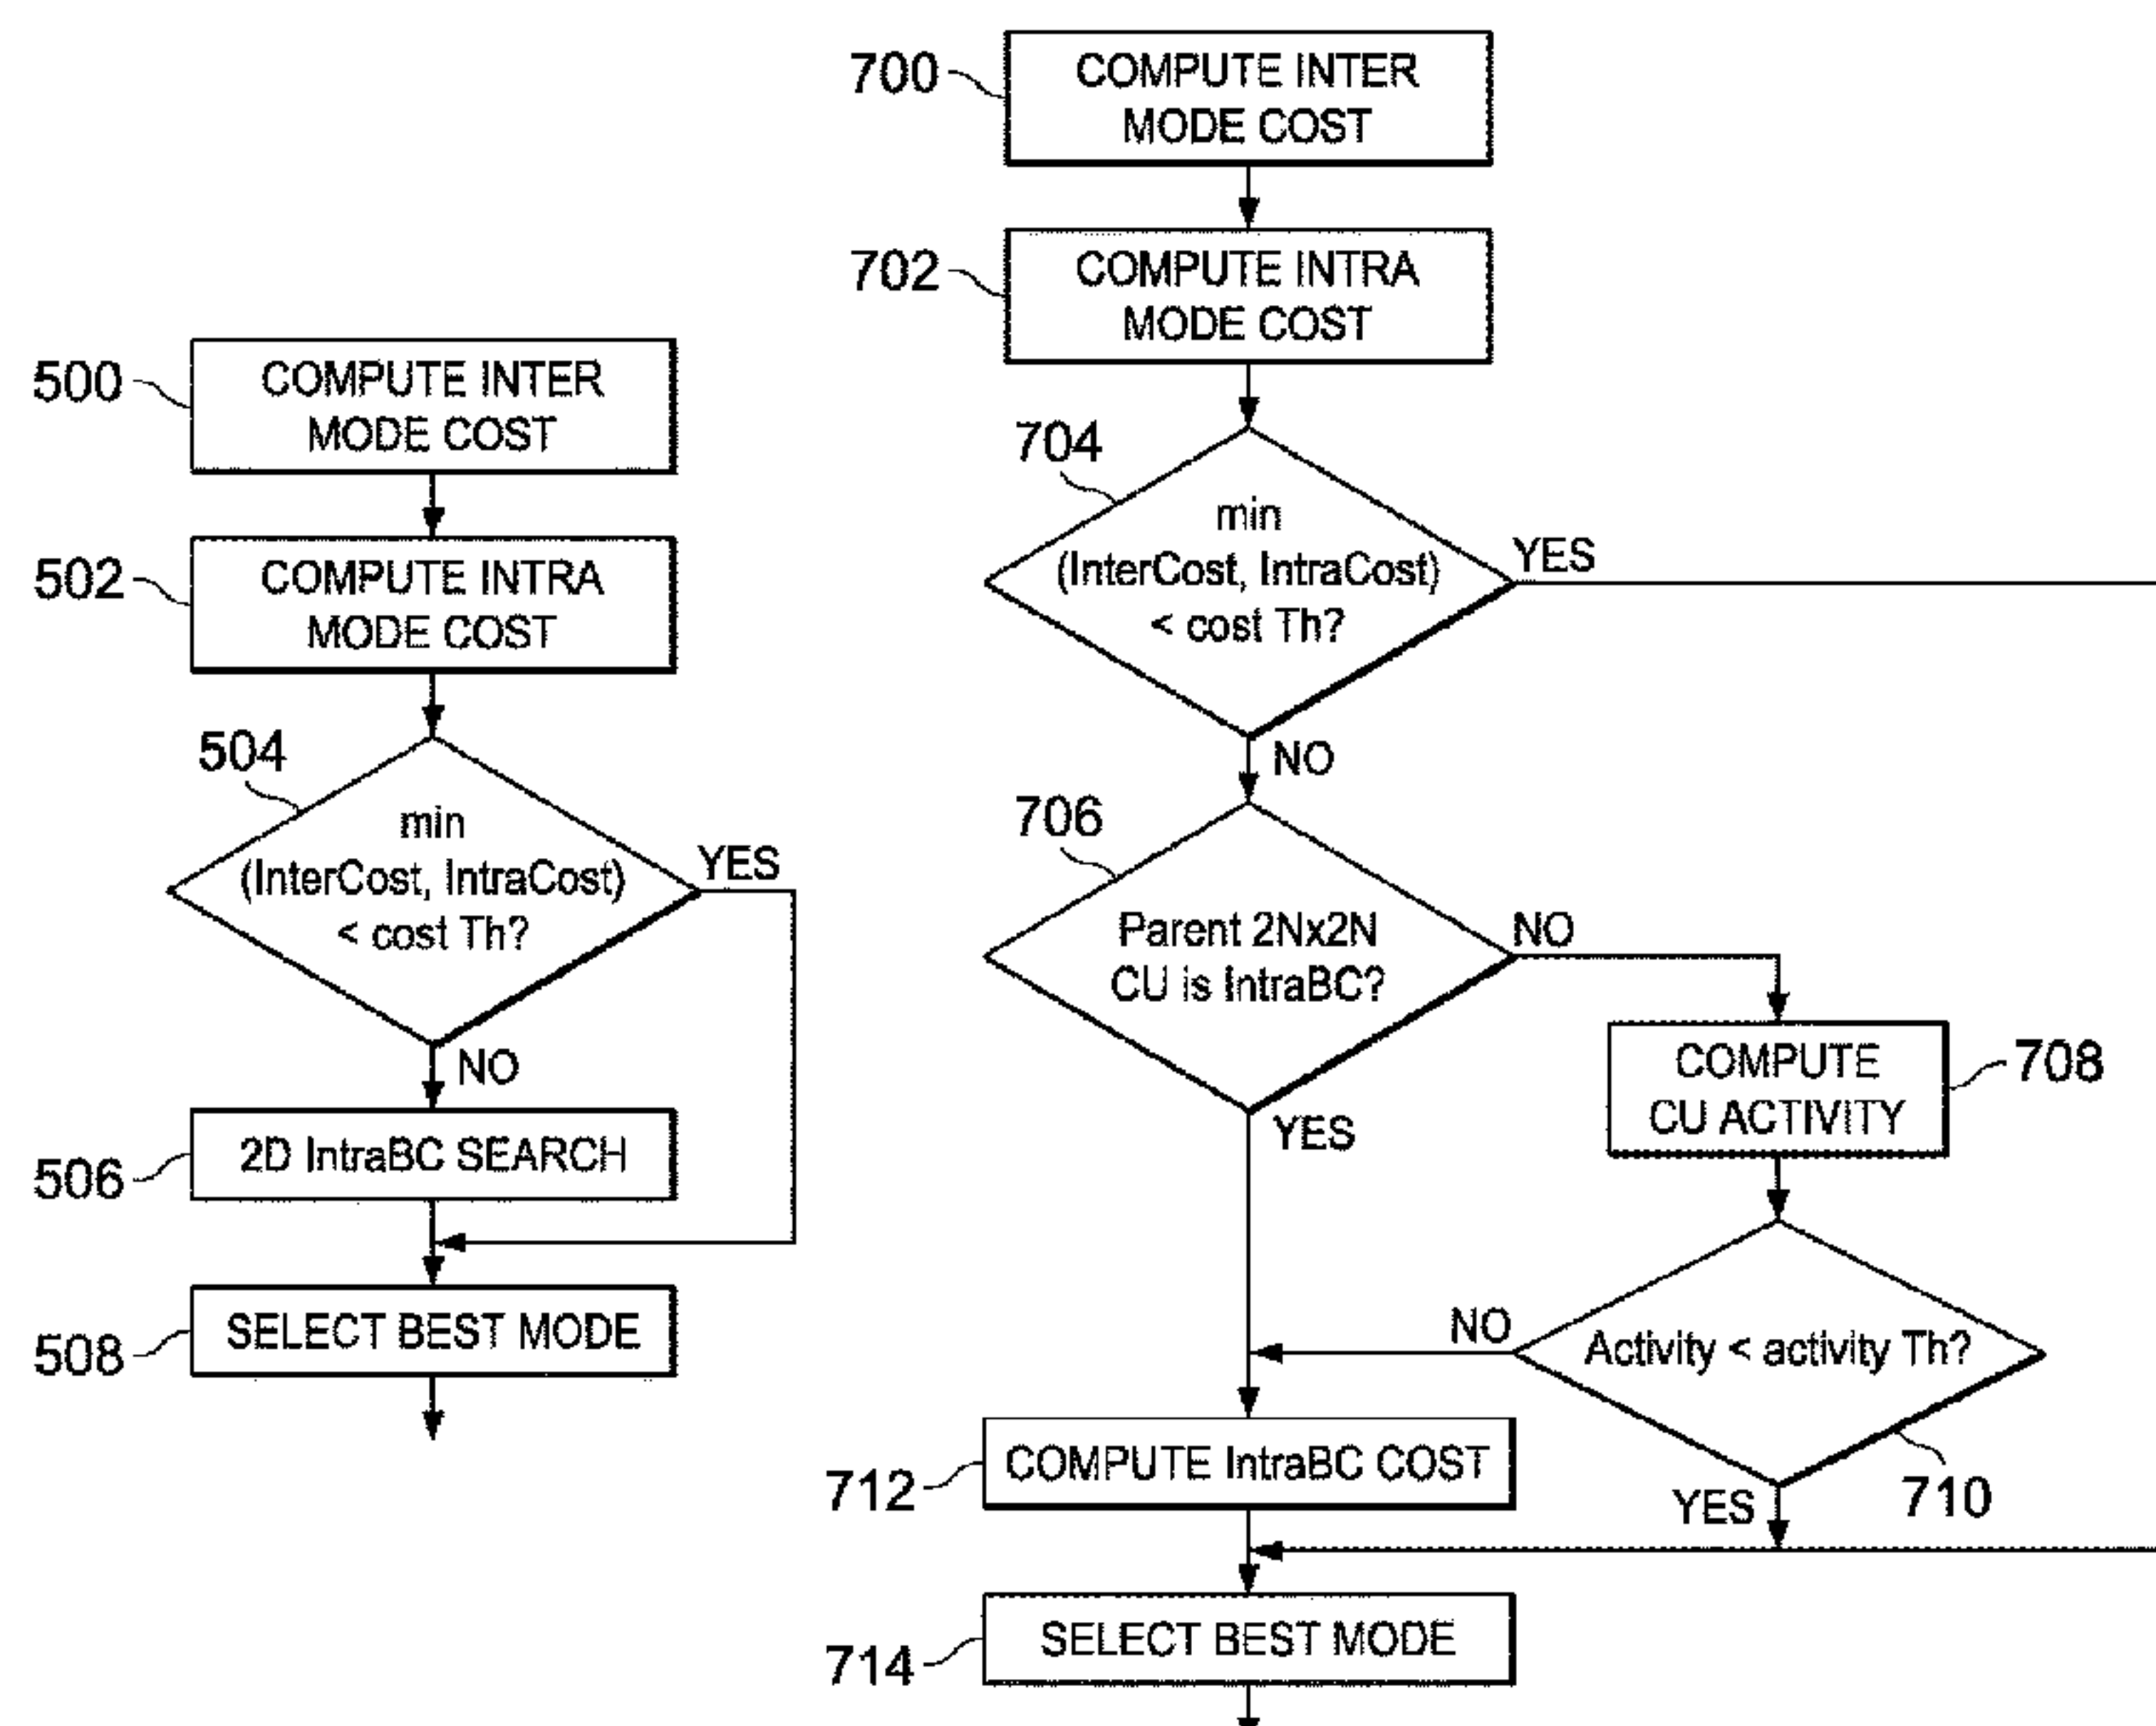 500
COMPUTE INTER
MODE COST
502
COMPUTE INTRA
MODE COST
504
min
(InterCost, IntraCost)
< cost Th?
YES
NO
506
2D IntraBC SEARCH
508
SELECT BEST MODE
700
COMPUTE INTER
MODE COST
702
COMPUTE INTRA
MODE COST
704
min
(InterCost, IntraCost)
< cost Th?
YES
NO
706
Parent 2Nx2N
CU is IntraBC?
NO
YES
COMPUTE
CU ACTIVITY
708
Activity < activity Th?
NO
YES
710
712
COMPUTE IntraBC COST
714
SELECT BEST MODE